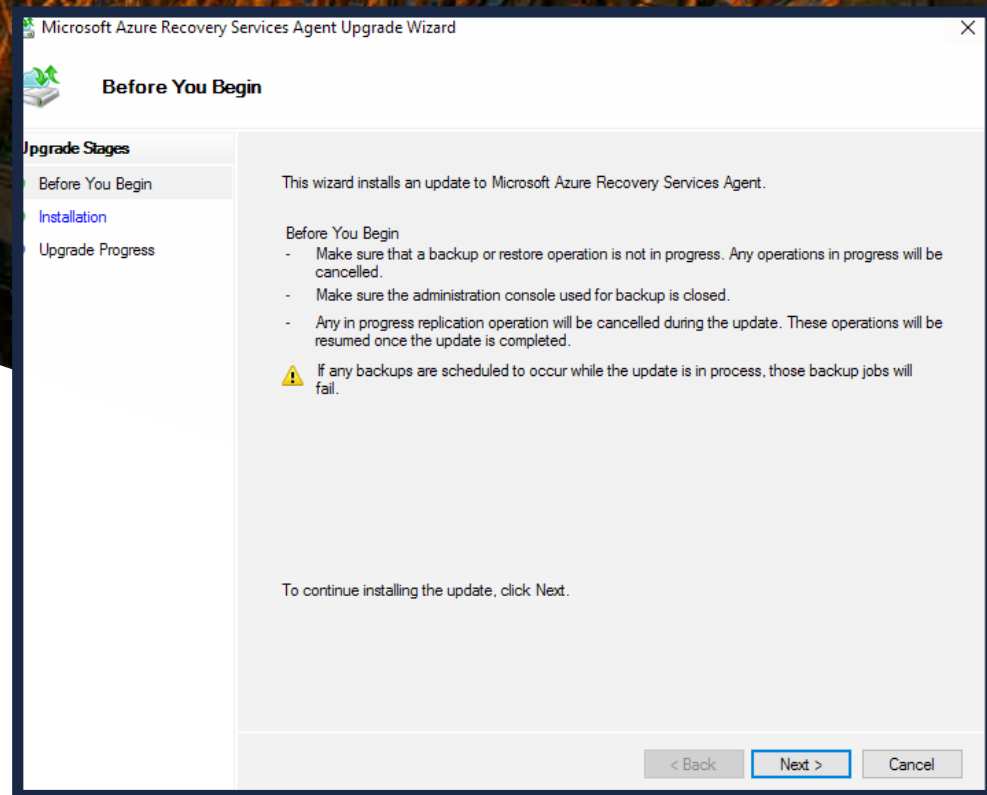 Microsoft Azure Recovery Services Agent Upgrade Wizard
Before You Begin
Upgrade Stages
Before You Begin
Installation
Upgrade Progress
This wizard installs an update to Microsoft Azure Recovery Services Agent.
Before You Begin
- Make sure that a backup or restore operation is not in progress. Any operations in progress will be
cancelled.
- Make sure the administration console used for backup is closed.
- Any in progress replication operation will be cancelled during the update. These operations will be
resumed once the update is completed.
If any backups are scheduled to occur while the update is in process, those backup jobs will
fail.
To continue installing the update, click Next.
< Back Next > Cancel